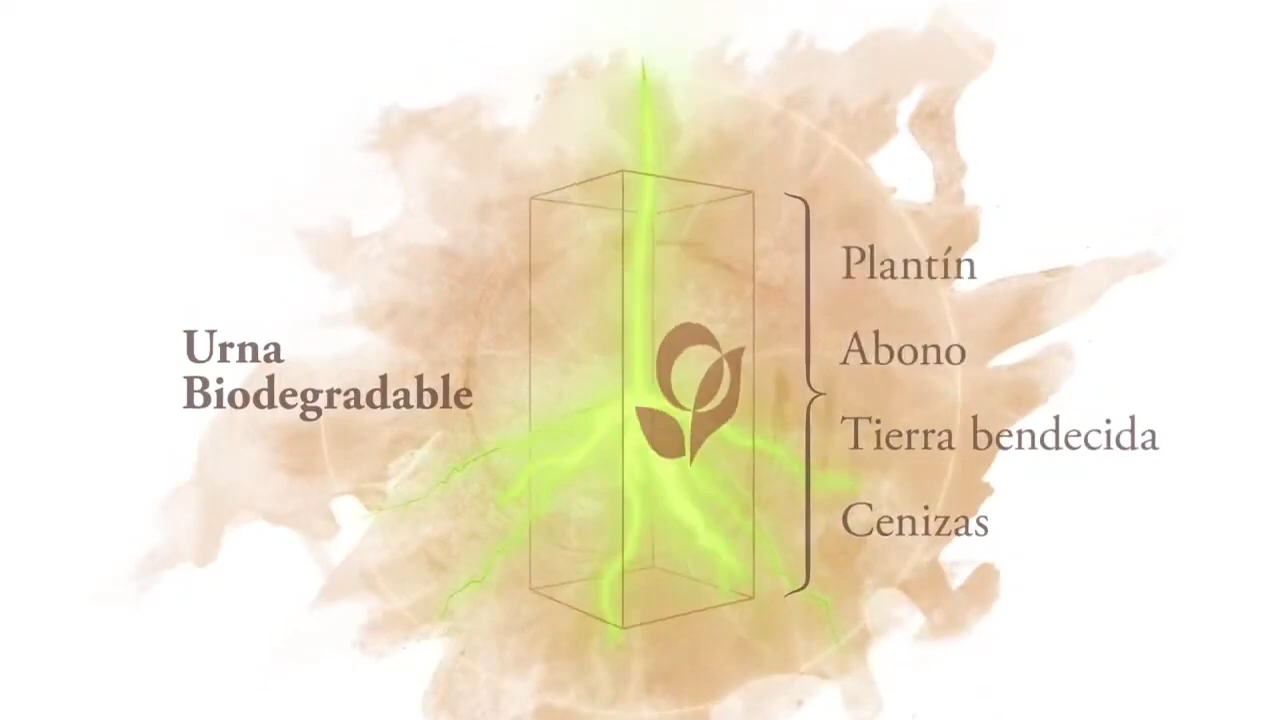 Urna
Biodegradable
Plantín
Abono
Tierra bendecida
Cenizas